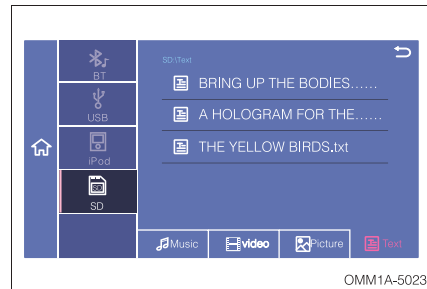 BT
USB
iPod
SD
SD
SD:\Text
BRING UP THE BODIES......
A HOLOGRAM FOR THE......
THE YELLOW BIRDS.txt
Music
video
Picture
Text
OMM1A-5023